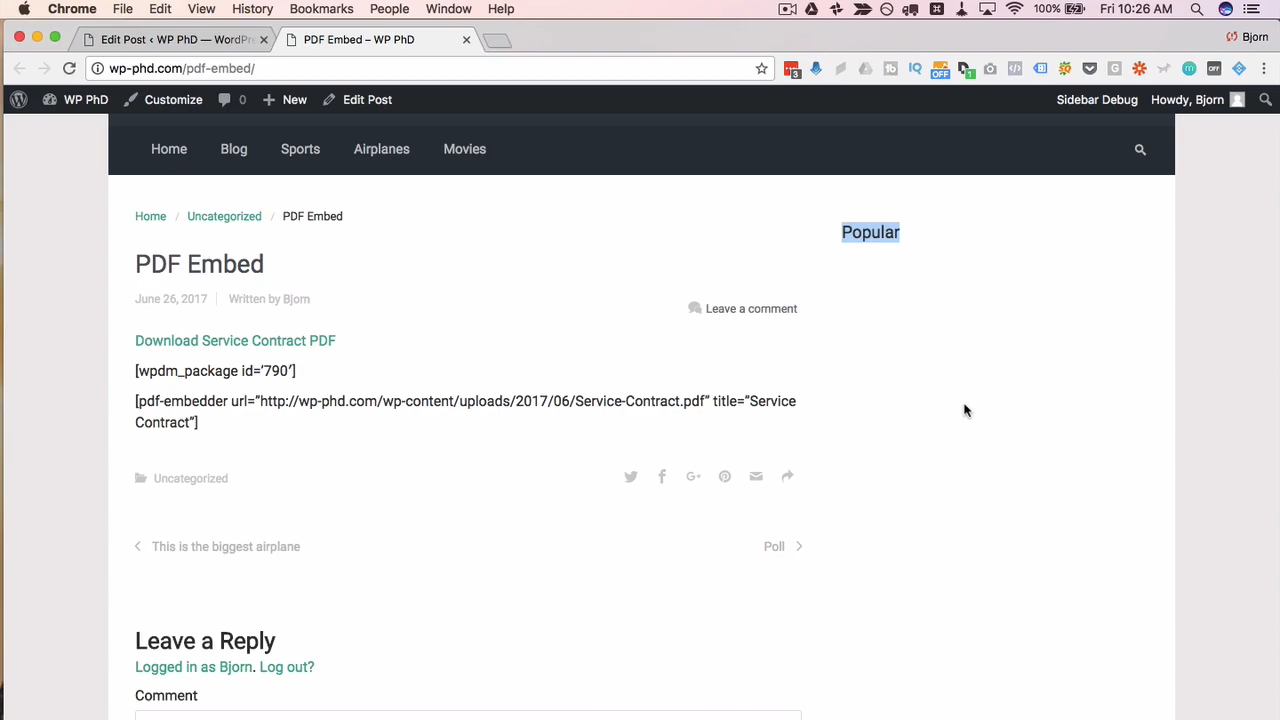 Chrome File Edit View History Bookmarks People Window Help 100% Fri 10:26 AM
Edit Post ‹ WP PhD — WordPr PDF Embed – WP PhD Bjorn
wp-phd.com/pdf-embed/ 3 OFF 1 OFF
WP PhD Customize 0 New Edit Post Sidebar Debug Howdy, Bjorn
Home Blog Sports Airplanes Movies
Home / Uncategorized / PDF Embed
Popular
PDF Embed
June 26, 2017 Written by Bjorn
Leave a comment
Download Service Contract PDF
[wpdm_package id=‘790′]
[pdf-embedder url=”http://wp-phd.com/wp-content/uploads/2017/06/Service-Contract.pdf” title=”Service
Contract”]
Uncategorized
This is the biggest airplane Poll
Leave a Reply
Logged in as Bjorn. Log out?
Comment